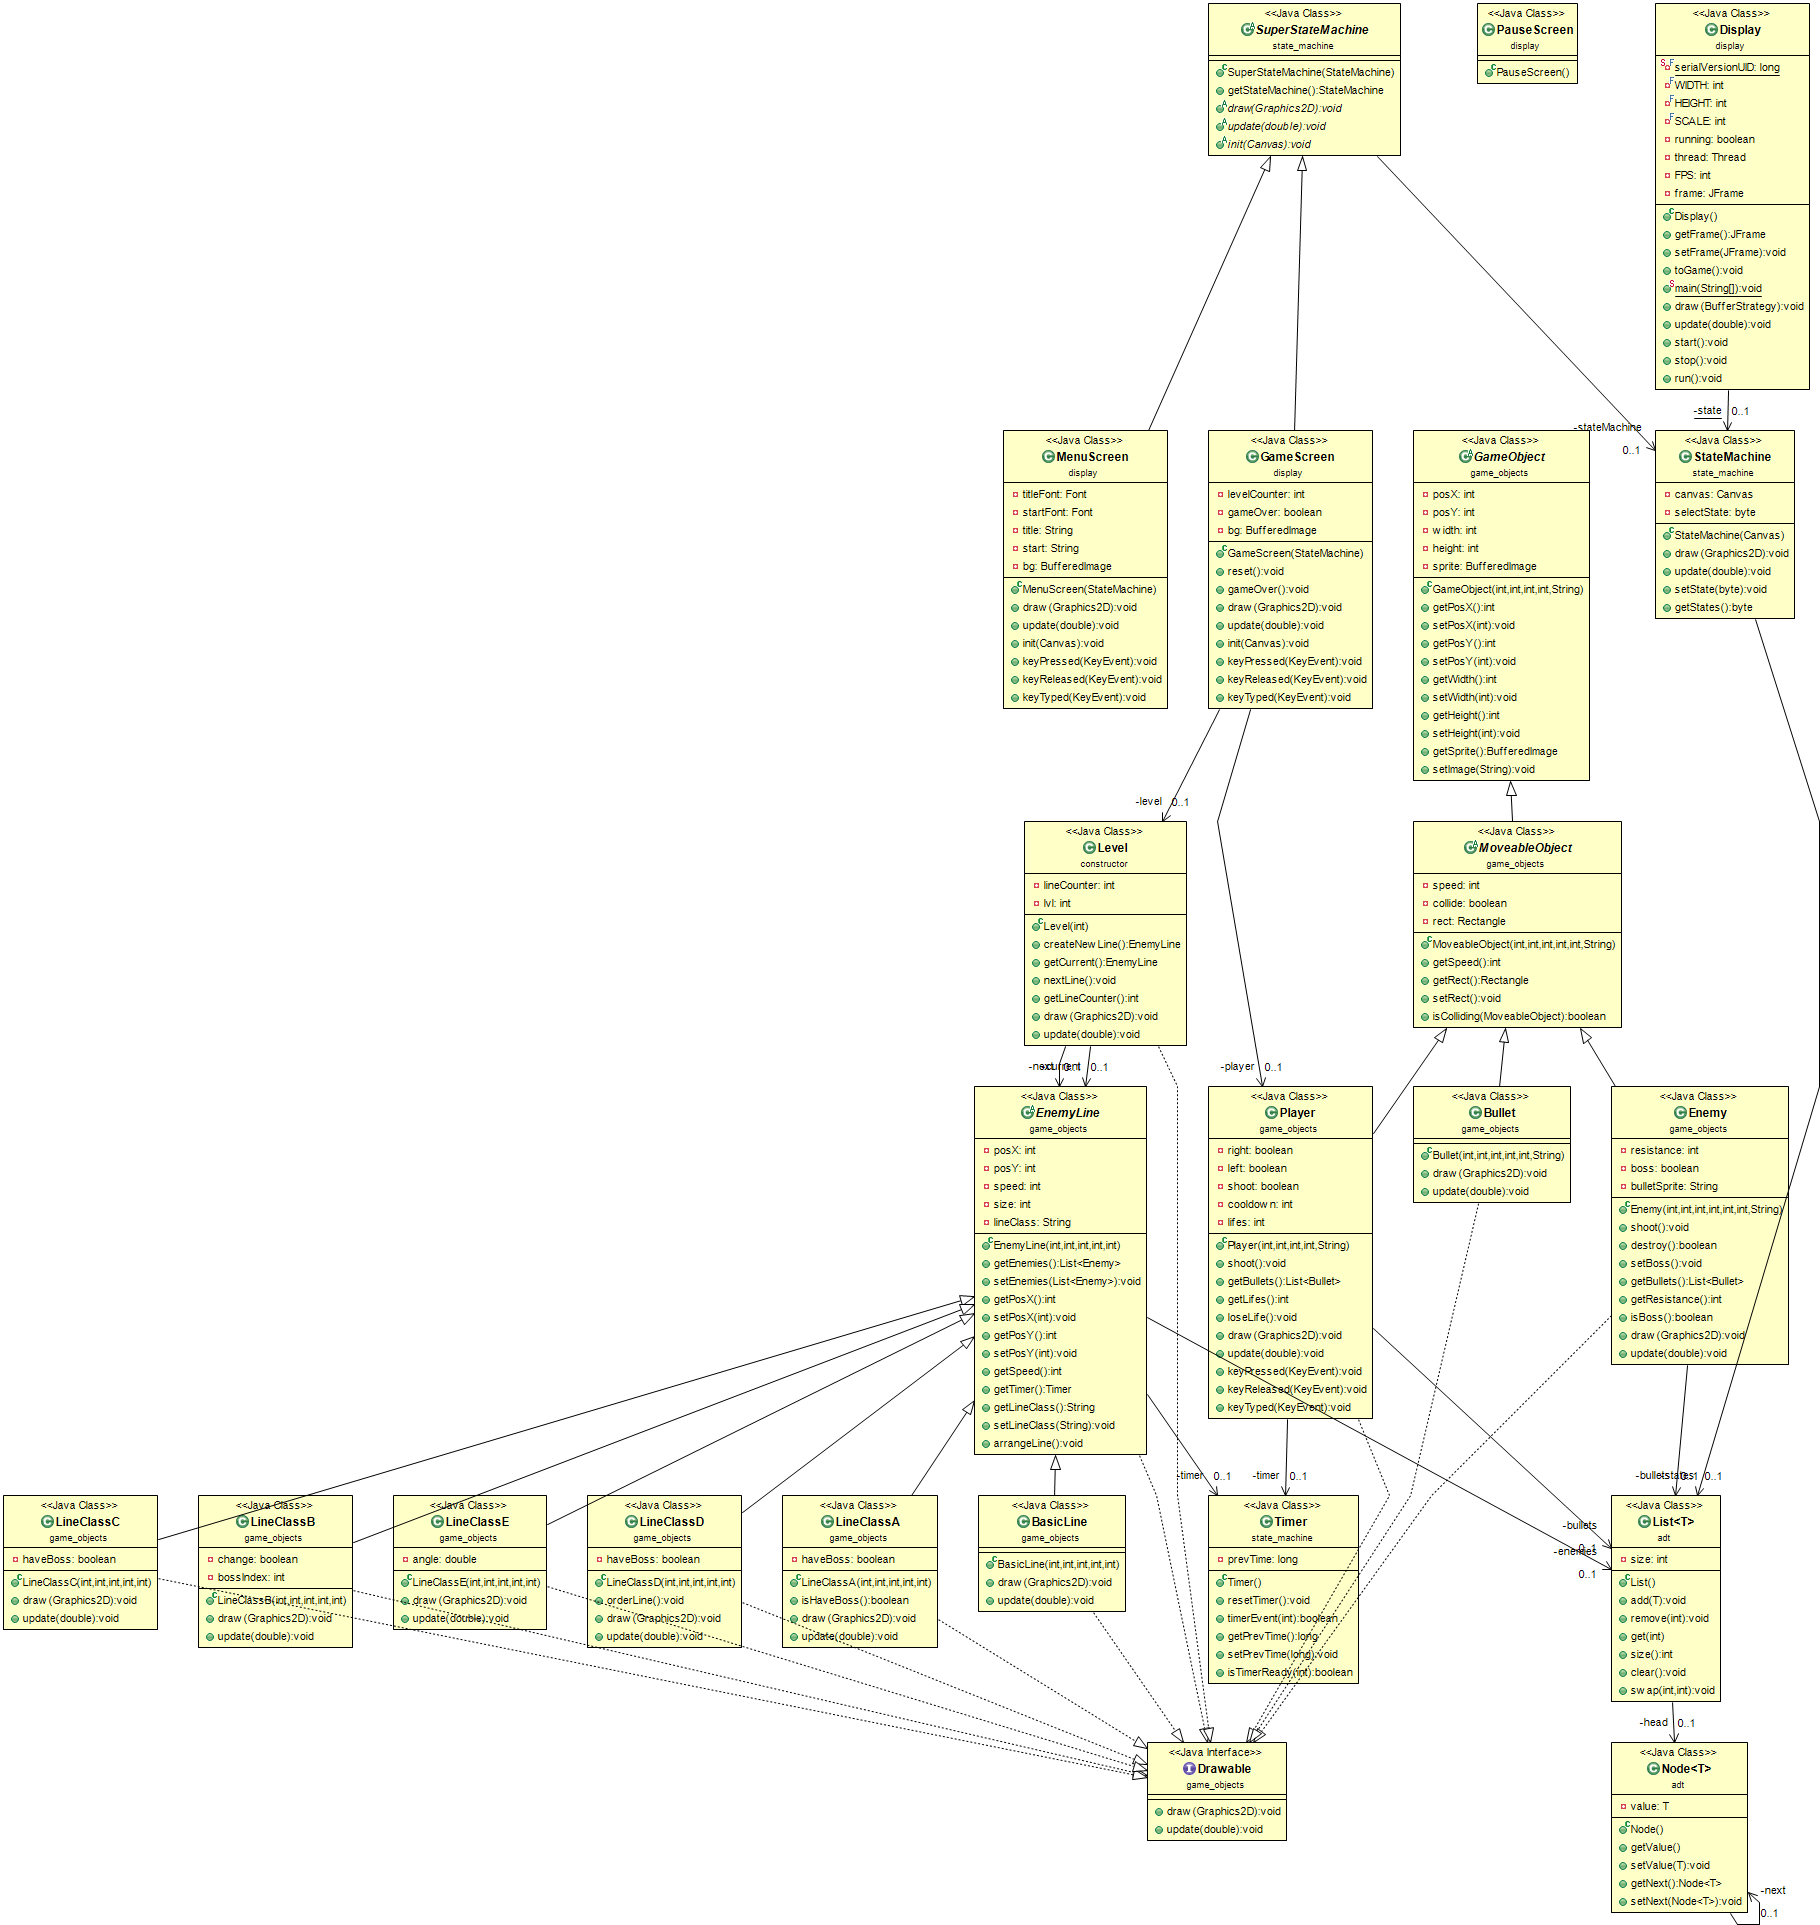 <<Java Class>>
SuperStateMachine
state_machine
SuperStateMachine(StateMachine)
getStateMachine():StateMachine
draw(Graphics2D):void
update(double):void
init(Canvas):void
<<Java Class>>
PauseScreen
display
PauseScreen()
<<Java Class>>
Display
display
serialVersionUID: long
WIDTH: int
HEIGHT: int
SCALE: int
running: boolean
thread: Thread
FPS: int
frame: JFrame
Display()
getFrame():JFrame
setFrame(JFrame):void
toGame():void
main(String[]):void
draw(BufferStrategy):void
update(double):void
start():void
stop():void
run():void
-state 0..1
-stateMachine
0..1
<<Java Class>>
MenuScreen
display
titleFont: Font
startFont: Font
title: String
start: String
bg: BufferedImage
MenuScreen(StateMachine)
draw(Graphics2D):void
update(double):void
init(Canvas):void
keyPressed(KeyEvent):void
keyReleased(KeyEvent):void
keyTyped(KeyEvent):void
<<Java Class>>
GameScreen
display
levelCounter: int
gameOver: boolean
bg: BufferedImage
GameScreen(StateMachine)
reset():void
gameOver():void
draw(Graphics2D):void
update(double):void
init(Canvas):void
keyPressed(KeyEvent):void
keyReleased(KeyEvent):void
keyTyped(KeyEvent):void
<<Java Class>>
GameObject
game_objects
posX: int
posY: int
width: int
height: int
sprite: BufferedImage
GameObject(int,int,int,int,String)
getPosX():int
setPosX(int):void
getPosY():int
setPosY(int):void
getWidth():int
setWidth(int):void
getHeight():int
setHeight(int):void
getSprite():BufferedImage
setImage(String):void
<<Java Class>>
StateMachine
state_machine
canvas: Canvas
selectState: byte
StateMachine(Canvas)
draw(Graphics2D):void
update(double):void
setState(byte):void
getStates():byte
-level 0..1
<<Java Class>>
Level
constructor
lineCounter: int
lvl: int
Level(int)
createNewLine():EnemyLine
getCurrent():EnemyLine
nextLine():void
getLineCounter():int
draw(Graphics2D):void
update(double):void
<<Java Class>>
MoveableObject
game_objects
speed: int
collide: boolean
rect: Rectangle
MoveableObject(int,int,int,int,int,String)
getSpeed():int
getRect():Rectangle
setRect():void
isColliding(MoveableObject):boolean
-next 0..1
-current 0..1
-player 0..1
<<Java Class>>
EnemyLine
game_objects
posX: int
posY: int
speed: int
size: int
lineClass: String
EnemyLine(int,int,int,int,int)
getEnemies():List<Enemy>
setEnemies(List<Enemy>):void
getPosX():int
setPosX(int):void
getPosY():int
setPosY(int):void
getSpeed():int
getTimer():Timer
getLineClass():String
setLineClass(String):void
arrangeLine():void
<<Java Class>>
Player
game_objects
right: boolean
left: boolean
shoot: boolean
cooldown: int
lifes: int
Player(int,int,int,int,String)
shoot():void
getBullets():List<Bullet>
getLifes():int
loseLife():void
draw(Graphics2D):void
update(double):void
keyPressed(KeyEvent):void
keyReleased(KeyEvent):void
keyTyped(KeyEvent):void
<<Java Class>>
Bullet
game_objects
Bullet(int,int,int,int,int,String)
draw(Graphics2D):void
update(double):void
<<Java Class>>
Enemy
game_objects
resistance: int
boss: boolean
bulletSprite: String
Enemy(int,int,int,int,int,int,String)
shoot():void
destroy():boolean
setBoss():void
getBullets():List<Bullet>
getResistance():int
isBoss():boolean
draw(Graphics2D):void
update(double):void
-timer 0..1
-timer 0..1
-bullets 0..1
-states 0..1
-bullets
0..1
-enemies
0..1
<<Java Class>>
LineClassC
game_objects
haveBoss: boolean
LineClassC(int,int,int,int,int)
draw(Graphics2D):void
update(double):void
<<Java Class>>
LineClassB
game_objects
change: boolean
bossIndex: int
LineClassB(int,int,int,int,int)
draw(Graphics2D):void
update(double):void
<<Java Class>>
LineClassE
game_objects
angle: double
LineClassE(int,int,int,int,int)
draw(Graphics2D):void
update(double):void
<<Java Class>>
LineClassD
game_objects
haveBoss: boolean
LineClassD(int,int,int,int,int)
orderLine():void
draw(Graphics2D):void
update(double):void
<<Java Class>>
LineClassA
game_objects
haveBoss: boolean
LineClassA(int,int,int,int,int)
isHaveBoss():boolean
draw(Graphics2D):void
update(double):void
<<Java Class>>
BasicLine
game_objects
BasicLine(int,int,int,int,int)
draw(Graphics2D):void
update(double):void
<<Java Class>>
Timer
state_machine
prevTime: long
Timer()
resetTimer():void
timerEvent(int):boolean
getPrevTime():long
setPrevTime(long):void
isTimerReady(int):boolean
<<Java Class>>
List<T>
adt
size: int
List()
add(T):void
remove(int):void
get(int)
size():int
clear():void
swap(int,int):void
-head 0..1
<<Java Interface>>
Drawable
game_objects
draw(Graphics2D):void
update(double):void
<<Java Class>>
Node<T>
adt
value: T
Node()
getValue()
setValue(T):void
getNext():Node<T>
setNext(Node<T>):void
-next
0..1